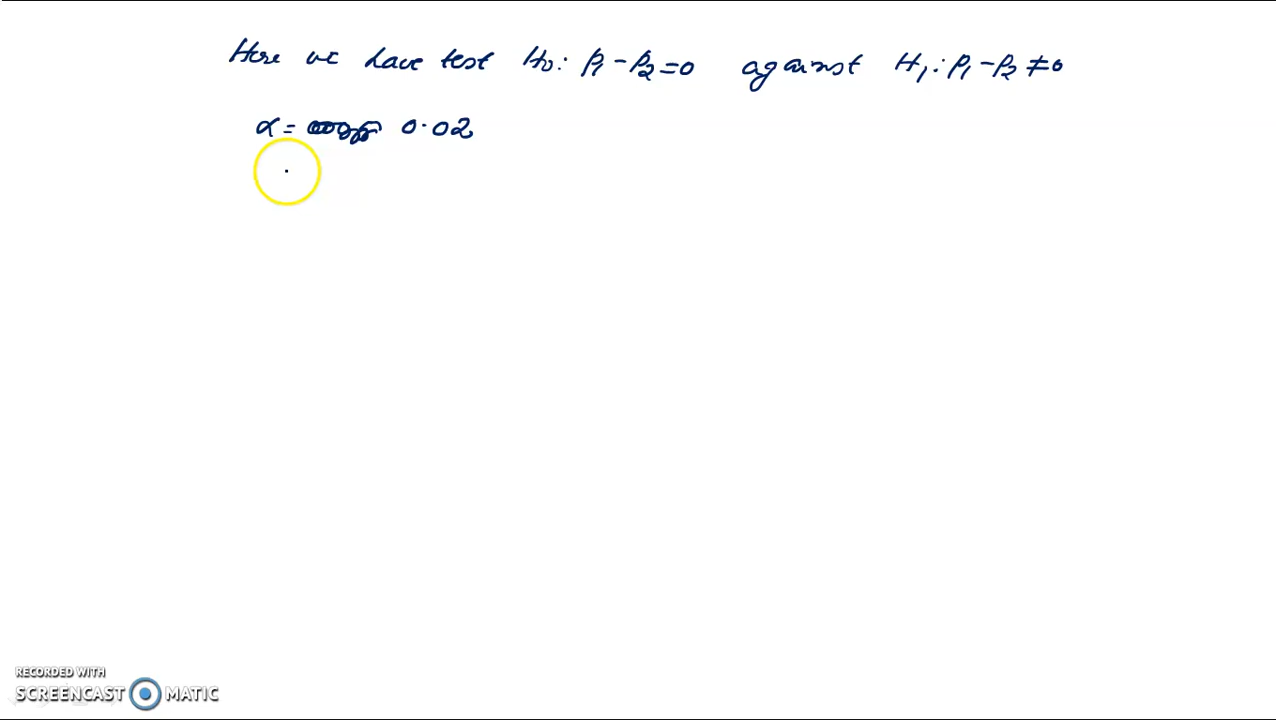 Here we have test H0: P1 - P2 = 0 against H1: P1 - P2 ≠ 0
α = 0.02
RECORDED WITH
SCREENCAST MATIC